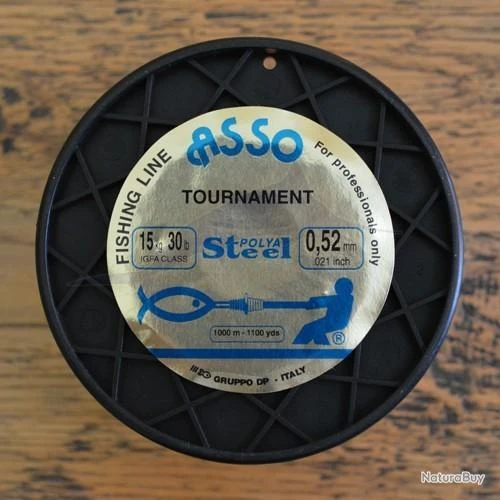 ASSO
FISHING LINE
For professionals only
TOURNAMENT
15 kg 30 lb
IGFA CLASS
POLYA
Steel
0,52 mm
.021 inch
1000 m - 1100 yds
®
GRUPPO DP - ITALY
NaturaBuy